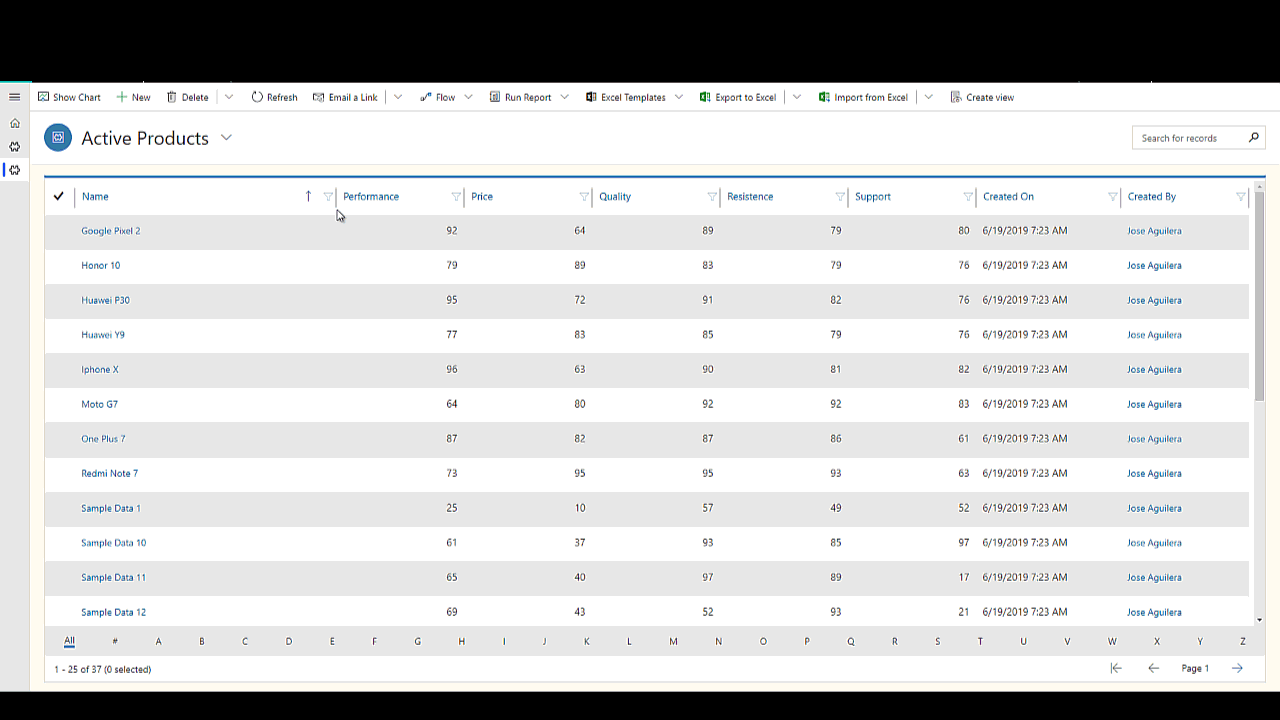 Show Chart New Delete Refresh Email a Link Flow Run Report Excel Templates Export to Excel Import from Excel Create view
Active Products
Search for records
Name Performance Price Quality Resistence Support Created On Created By
Google Pixel 2 92 64 89 79 80 6/19/2019 7:23 AM Jose Aguilera
Honor 10 79 89 83 79 76 6/19/2019 7:23 AM Jose Aguilera
Huawei P30 95 72 91 82 76 6/19/2019 7:23 AM Jose Aguilera
Huawei Y9 77 83 85 79 76 6/19/2019 7:23 AM Jose Aguilera
Iphone X 96 63 90 81 82 6/19/2019 7:23 AM Jose Aguilera
Moto G7 64 80 92 92 83 6/19/2019 7:23 AM Jose Aguilera
One Plus 7 87 82 87 86 61 6/19/2019 7:23 AM Jose Aguilera
Redmi Note 7 73 95 95 93 63 6/19/2019 7:23 AM Jose Aguilera
Sample Data 1 25 10 57 49 52 6/19/2019 7:23 AM Jose Aguilera
Sample Data 10 61 37 93 85 97 6/19/2019 7:23 AM Jose Aguilera
Sample Data 11 65 40 97 89 17 6/19/2019 7:23 AM Jose Aguilera
Sample Data 12 69 43 52 93 21 6/19/2019 7:23 AM Jose Aguilera
All # A B C D E F G H I J K L M N O P Q R S T U V W X Y Z
1 - 25 of 37 (0 selected) Page 1